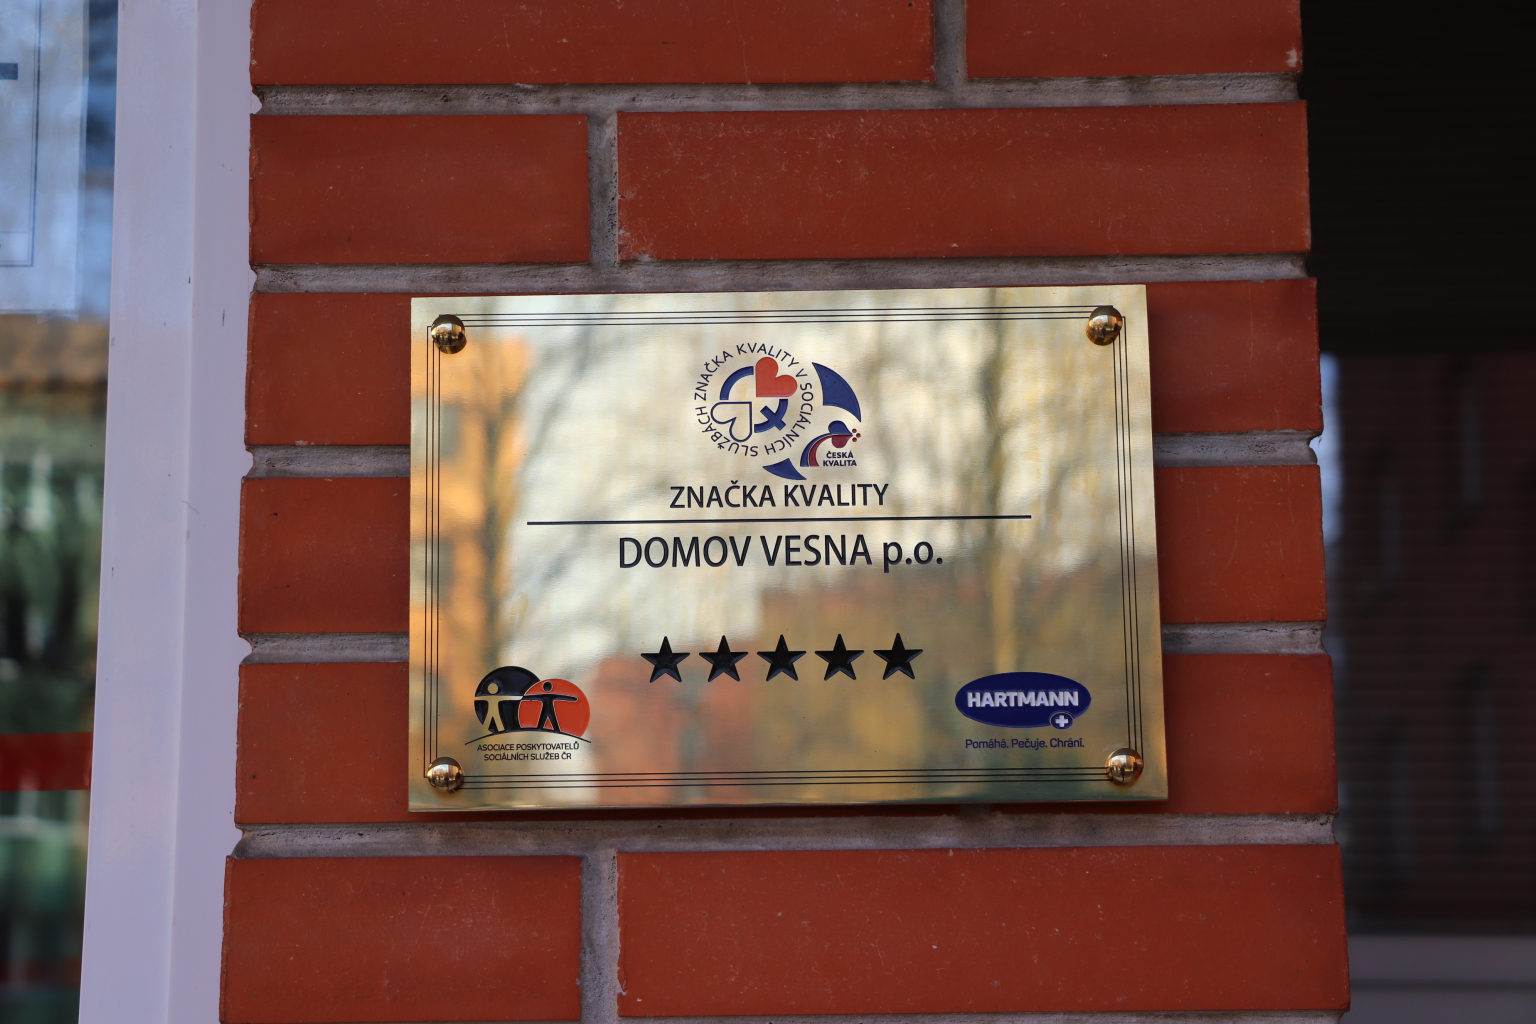 ZNAČKA KVALITY V SOCIÁLNÍCH SLUŽBÁCH
ČESKÁ
KVALITA
ZNAČKA KVALITY
DOMOV VESNA p.o.
ASOCIACE POSKYTOVATELŮ
SOCIÁLNÍCH SLUŽEB ČR
HARTMANN
Pomáhá. Pečuje. Chrání.